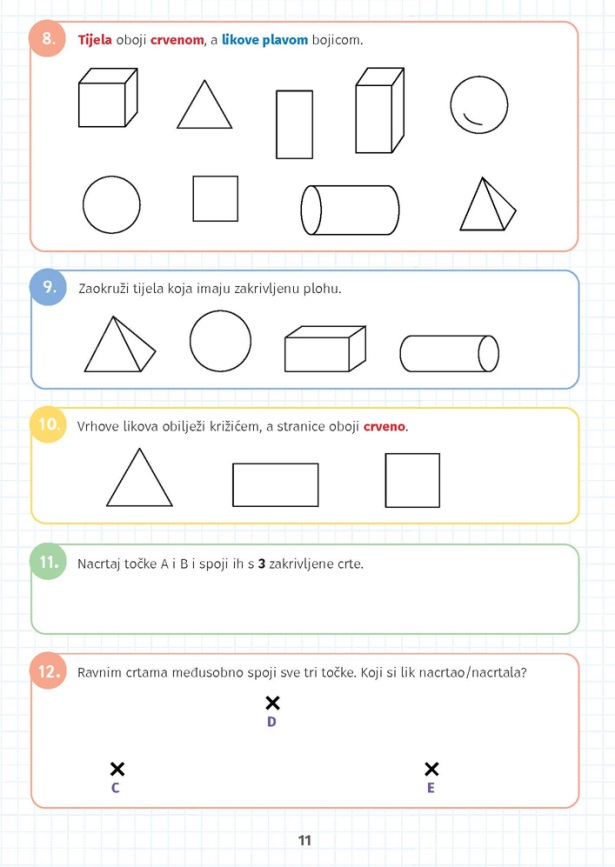 8. Tijela oboji crvenom, a likove plavom bojicom.
9. Zaokruži tijela koja imaju zakrivljenu plohu.
10. Vrhove likova obilježi križićem, a stranice oboji crveno.
11. Nacrtaj točke A i B i spoji ih s 3 zakrivljene crte.
12. Ravnim crtama međusobno spoji sve tri točke. Koji si lik nacrtao/nacrtala?
D
C E
11